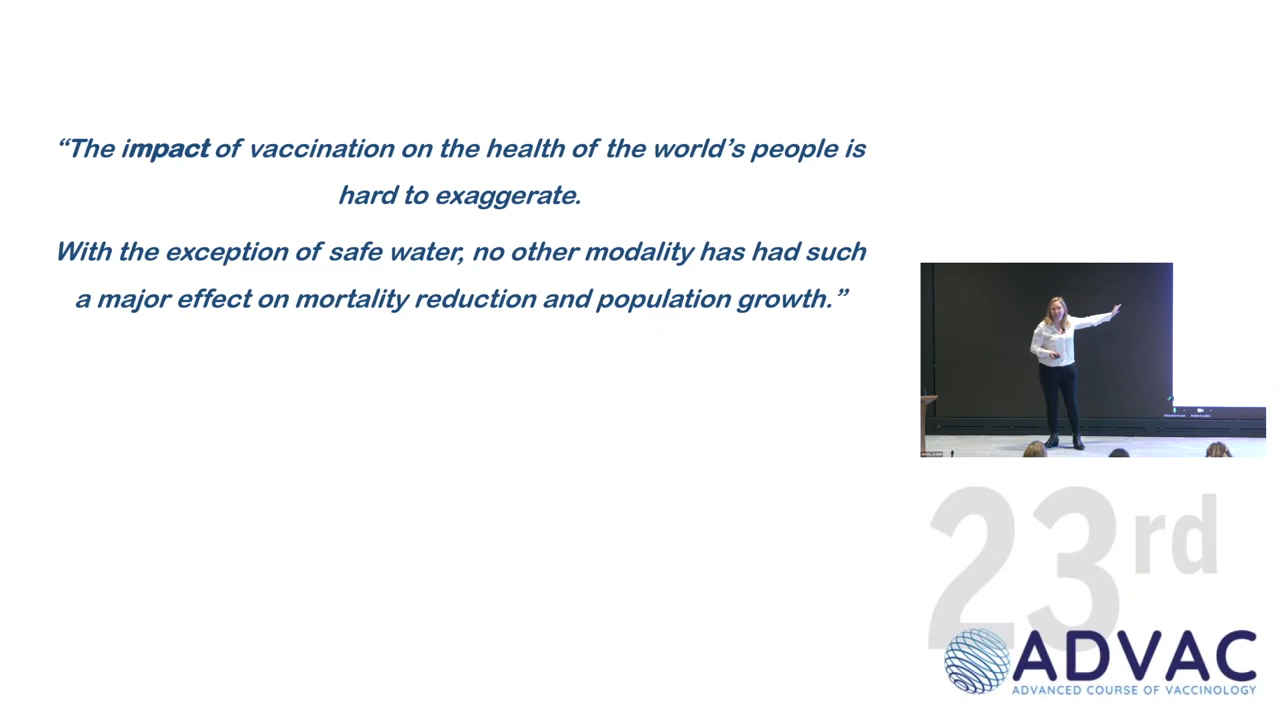 “The impact of vaccination on the health of the world’s people is
hard to exaggerate.
With the exception of safe water, no other modality has had such
a major effect on mortality reduction and population growth.”
23rd
ADVAC
ADVANCED COURSE OF VACCINOLOGY